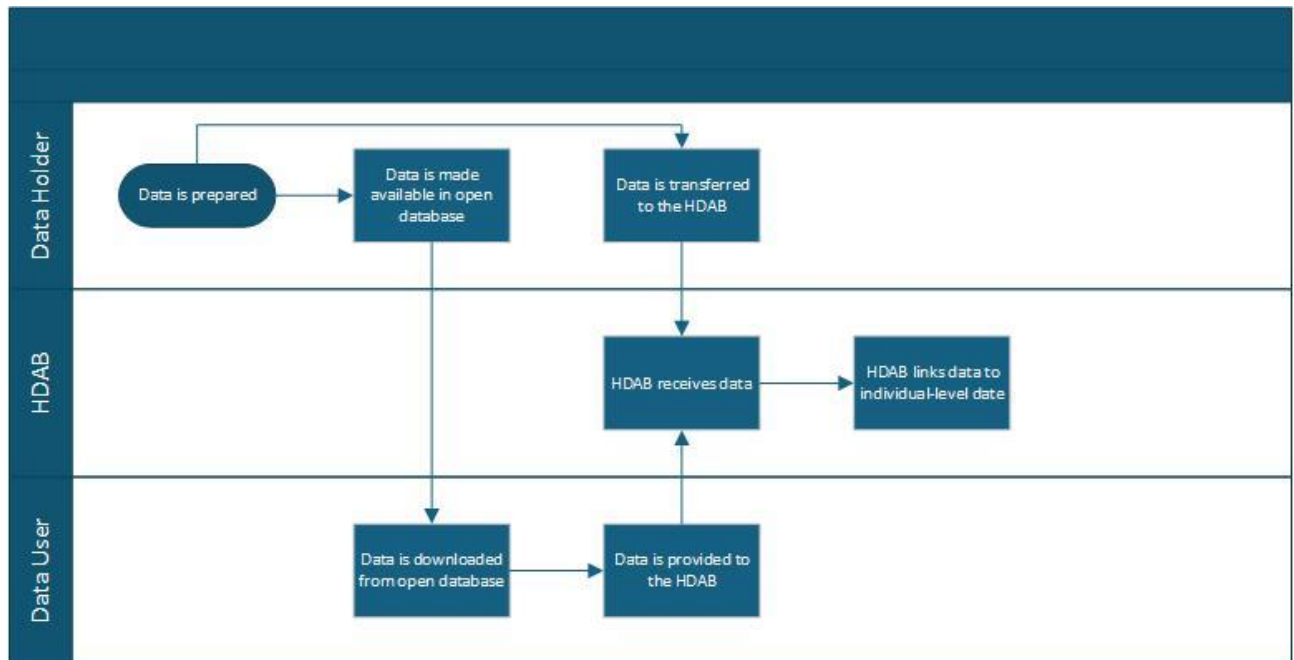 Data Holder
Data is prepared
Data is made
available in open
database
Data is transferred
to the HDAB
HDAB
HDAB receives data
HDAB links data to
individual-level date
Data User
Data is downloaded
from open database
Data is provided to
the HDAB